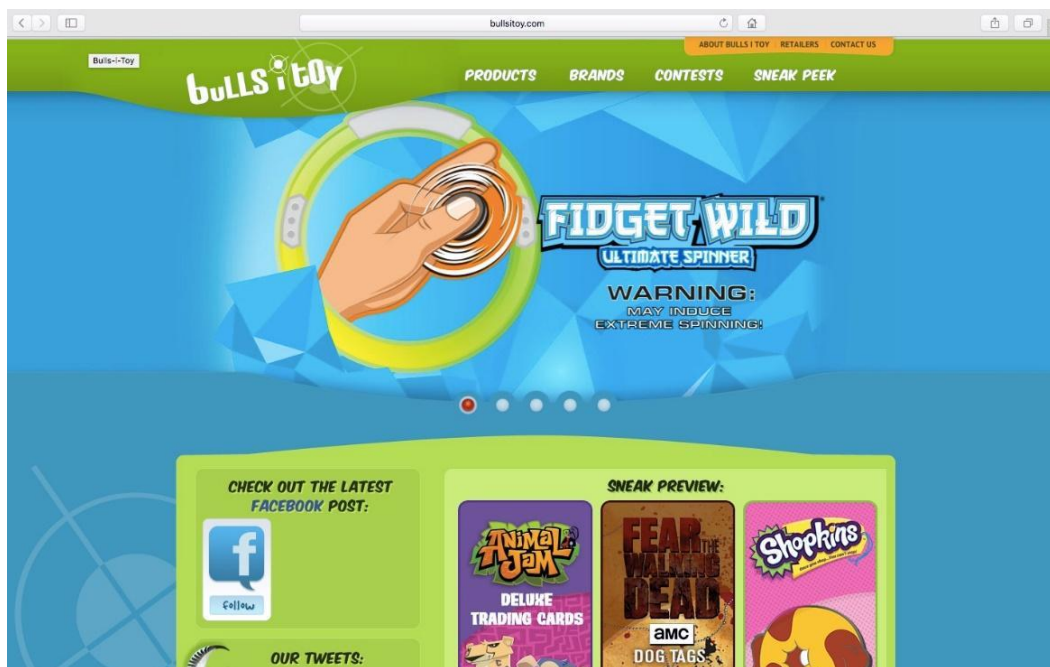 bullsitoy.com
Bulls-i-Toy
ABOUT BULLS I TOY RETAILERS CONTACT US
bULLS i tOy
PRODUCTS BRANDS CONTESTS SNEAK PEEK
FIDGET WILD
ULTIMATE SPINNER
WARNING:
MAY INDUCE
EXTREME SPINNING!
CHECK OUT THE LATEST
FACEBOOK POST:
f
follow
OUR TWEETS:
SNEAK PREVIEW:
ANIMAL
JAM
DELUXE
TRADING CARDS
FEAR THE
WALKING
DEAD
amc
DOG TAGS
Shopkins